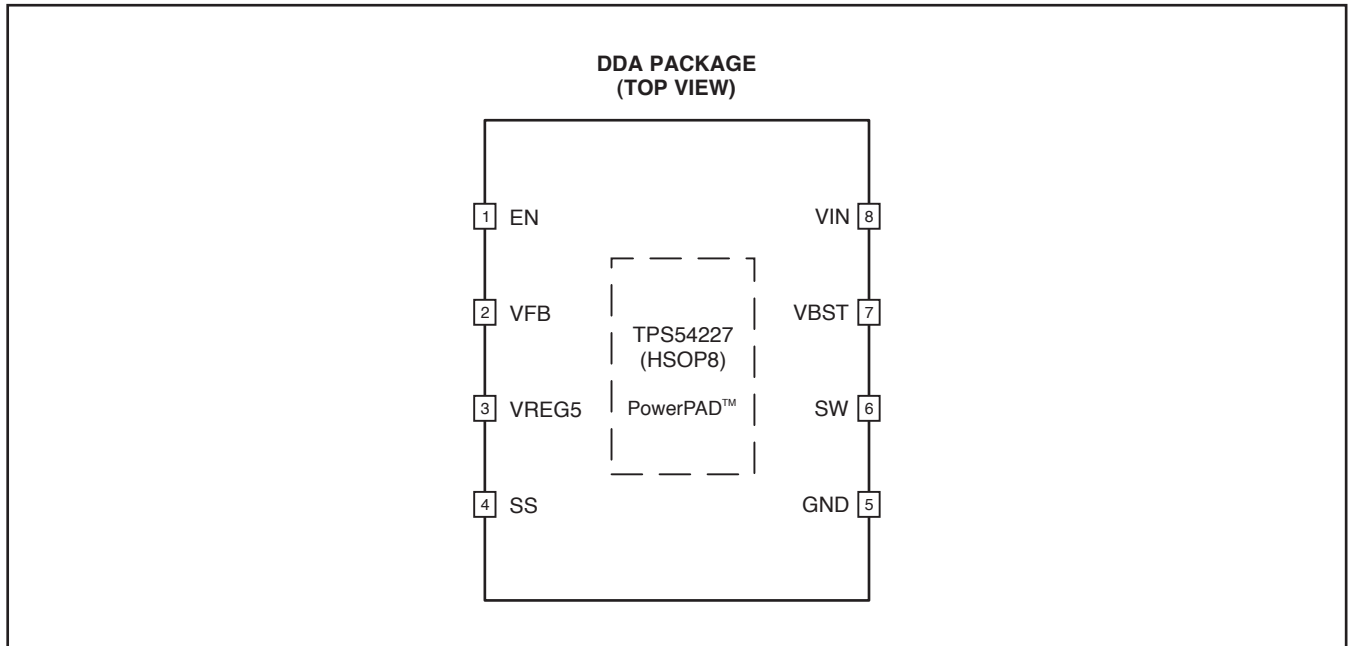 DDA PACKAGE
(TOP VIEW)
1 EN
VIN 8
2 VFB
VBST 7
TPS54227
(HSOP8)
3 VREG5
PowerPAD™
SW 6
4 SS
GND 5